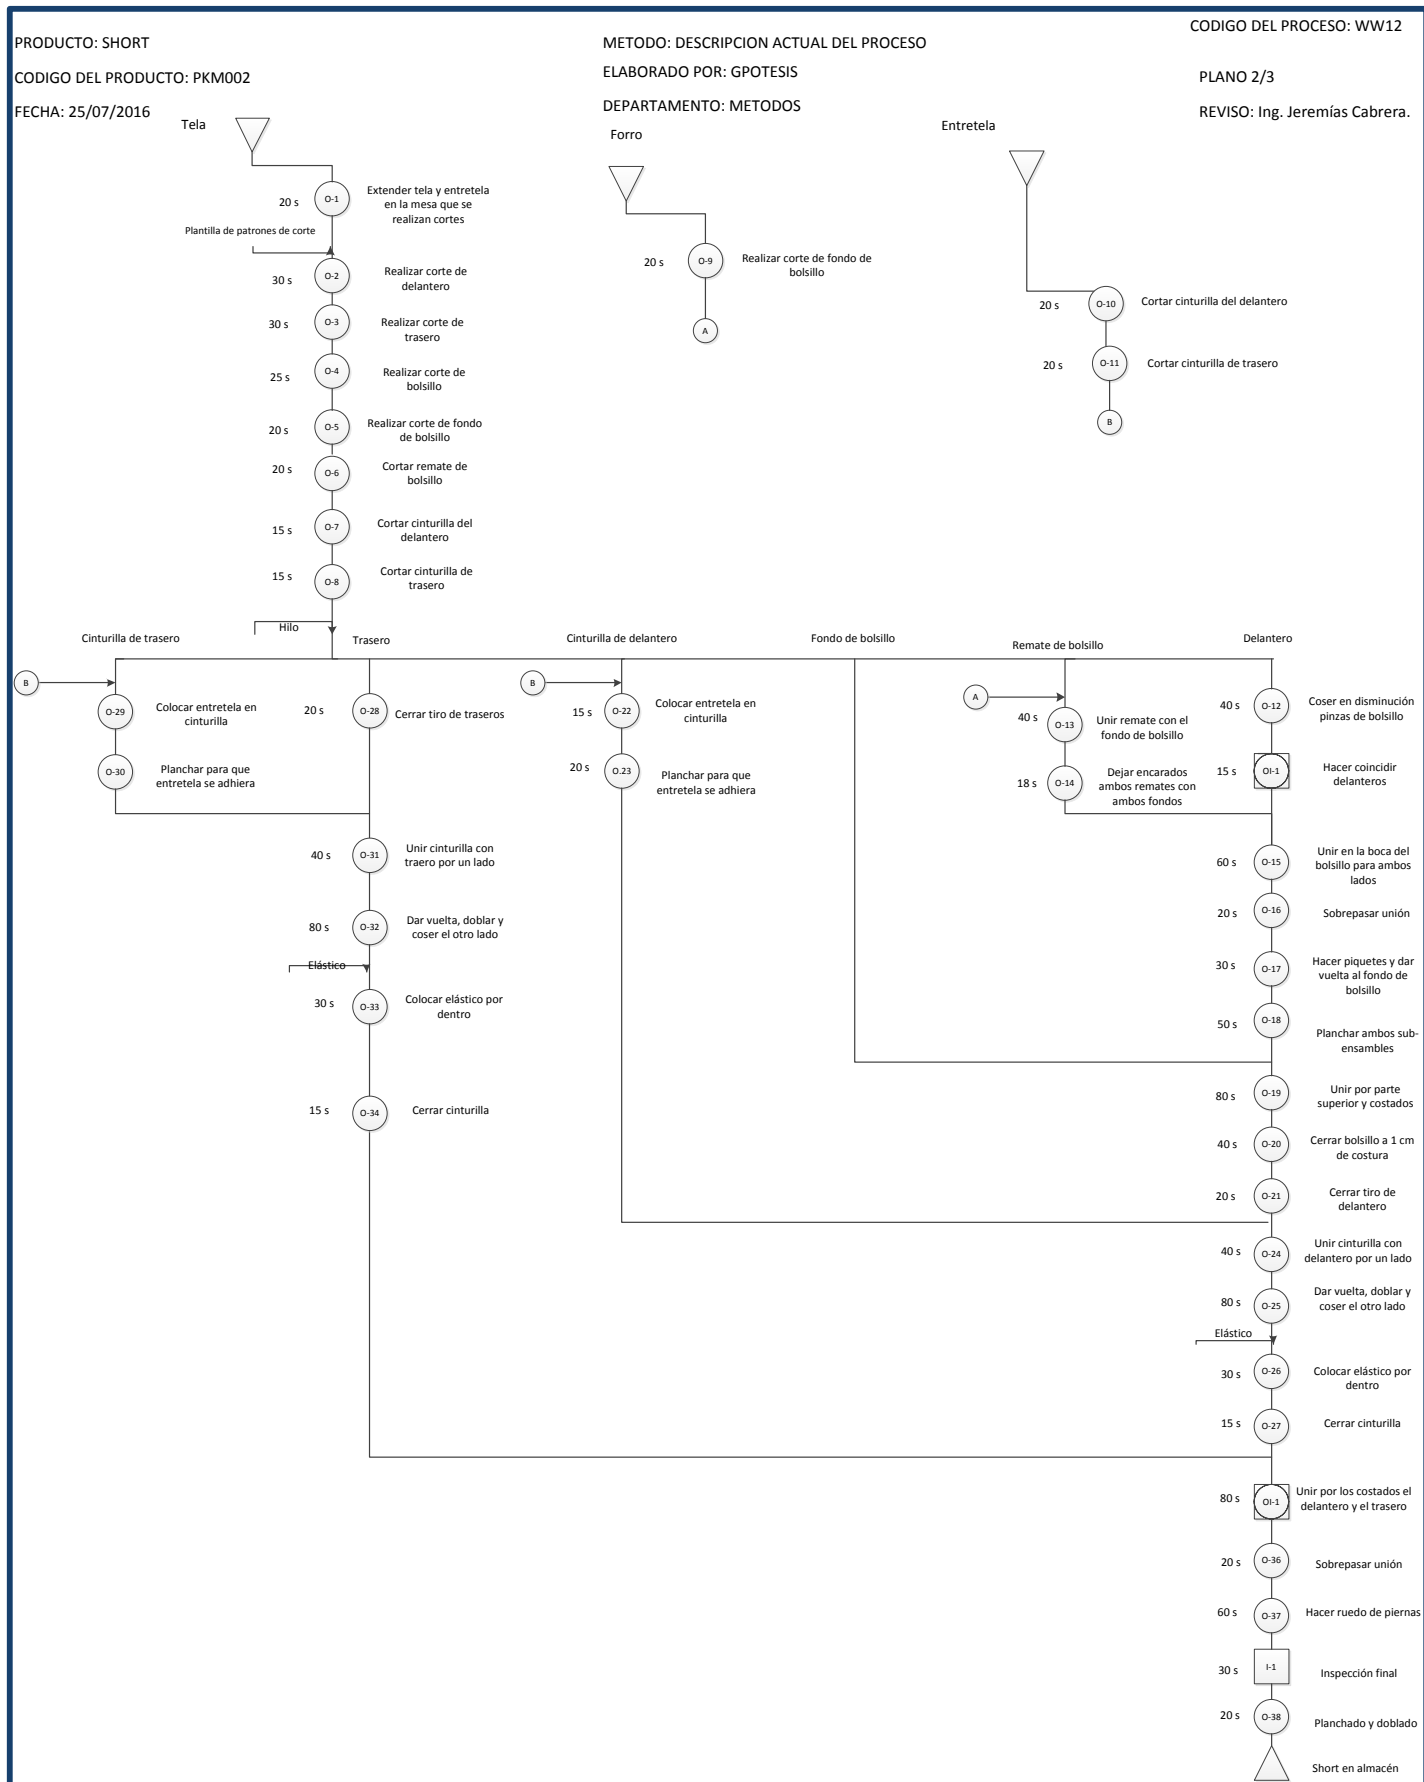 CODIGO DEL PROCESO: WW12
PRODUCTO: SHORT
METODO: DESCRIPCION ACTUAL DEL PROCESO
CODIGO DEL PRODUCTO: PKM002
ELABORADO POR: GPOTESIS
PLANO 2/3
FECHA: 25/07/2016
DEPARTAMENTO: METODOS
REVISO: Ing. Jeremías Cabrera.
Tela
20 s
O-1
Extender tela y entretela
en la mesa que se
realizan cortes
Plantilla de patrones de corte
30 s
O-2
Realizar corte de
delantero
30 s
O-3
Realizar corte de
trasero
25 s
O-4
Realizar corte de
bolsillo
20 s
O-5
Realizar corte de fondo
de bolsillo
20 s
O-6
Cortar remate de
bolsillo
15 s
O-7
Cortar cinturilla del
delantero
15 s
O-8
Cortar cinturilla de
trasero
Hilo
Forro
20 s
O-9
Realizar corte de fondo de
bolsillo
A
Entretela
20 s
O-10
Cortar cinturilla del delantero
20 s
O-11
Cortar cinturilla de trasero
B
Cinturilla de trasero
B
O-29
Colocar entretela en
cinturilla
O-30
Planchar para que
entretela se adhiera
Trasero
20 s
O-28
Cerrar tiro de traseros
40 s
O-31
Unir cinturilla con
traero por un lado
80 s
O-32
Dar vuelta, doblar y
coser el otro lado
Elástico
30 s
O-33
Colocar elástico por
dentro
15 s
O-34
Cerrar cinturilla
Cinturilla de delantero
B
15 s
O-22
Colocar entretela en
cinturilla
20 s
O.23
Planchar para que
entretela se adhiera
Fondo de bolsillo
Remate de bolsillo
A
40 s
O-13
Unir remate con el
fondo de bolsillo
18 s
O-14
Dejar encarados
ambos remates con
ambos fondos
Delantero
40 s
O-12
Coser en disminución
pinzas de bolsillo
15 s
OI-1
Hacer coincidir
delanteros
60 s
O-15
Unir en la boca del
bolsillo para ambos
lados
20 s
O-16
Sobrepasar unión
30 s
O-17
Hacer piquetes y dar
vuelta al fondo de
bolsillo
50 s
O-18
Planchar ambos sub-
ensambles
80 s
O-19
Unir por parte
superior y costados
40 s
O-20
Cerrar bolsillo a 1 cm
de costura
20 s
O-21
Cerrar tiro de
delantero
40 s
O-24
Unir cinturilla con
delantero por un lado
80 s
O-25
Dar vuelta, doblar y
coser el otro lado
Elástico
30 s
O-26
Colocar elástico por
dentro
15 s
O-27
Cerrar cinturilla
80 s
OI-1
Unir por los costados el
delantero y el trasero
20 s
O-36
Sobrepasar unión
60 s
O-37
Hacer ruedo de piernas
30 s
I-1
Inspección final
20 s
O-38
Planchado y doblado
Short en almacén